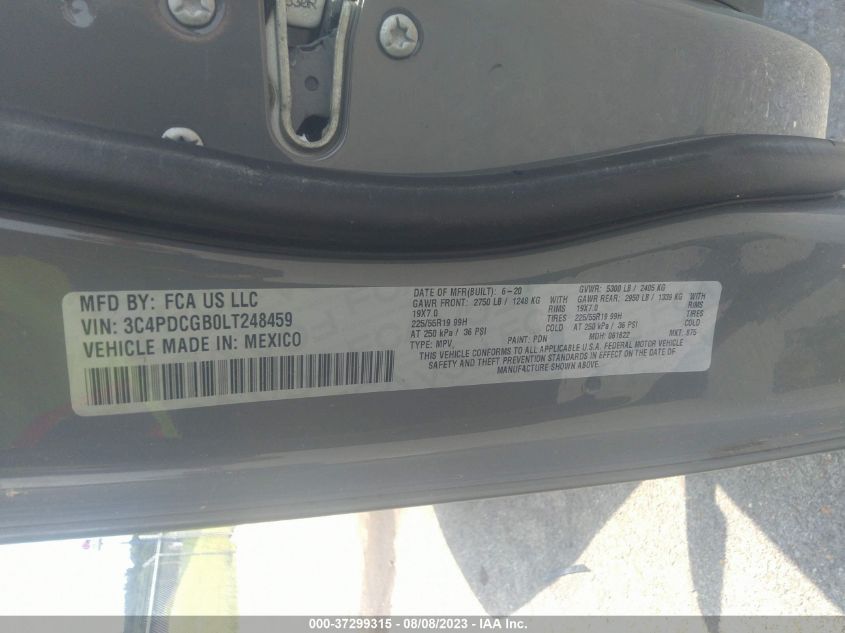 MFD BY: FCA US LLC
VIN: 3C4PDCGB0LT248459
VEHICLE MADE IN: MEXICO
DATE OF MFR(BUILT): 6-20
GAWR FRONT: 2750 LB / 1248 KG WITH
19X7.0 RIMS
225/55R19 99H TIRES
AT 250 kPa / 36 PSI COLD
TYPE: MPV PAINT: PDN
GVWR: 5300 LB / 2405 KG
GAWR REAR: 2950 LB / 1339 KG WITH
19X7.0 RIMS
225/55R19 99H TIRES
AT 250 kPa / 36 PSI COLD
MDH: 061622 MKT: 875
THIS VEHICLE CONFORMS TO ALL APPLICABLE U.S.A. FEDERAL MOTOR VEHICLE
SAFETY AND THEFT PREVENTION STANDARDS IN EFFECT ON THE DATE OF
MANUFACTURE SHOWN ABOVE.
000-37299315 - 08/08/2023 - IAA Inc.